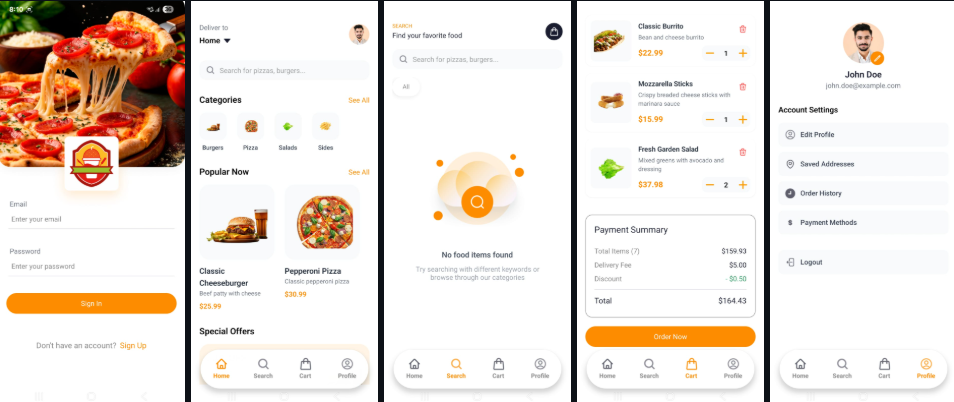 8:10
Email
Enter your email
Password
Enter your password
Sign In
Don't have an account? Sign Up
Deliver to
Home
Search for pizzas, burgers...
Categories
See All
Burgers
Pizza
Salads
Sides
Popular Now
See All
Classic
Cheeseburger
Beef patty with cheese
$25.99
Pepperoni Pizza
Classic pepperoni pizza
$30.99
Special Offers
Home
Search
Cart
Profile
SEARCH
Find your favorite food
Search for pizzas, burgers...
All
No food items found
Try searching with different keywords or
browse through our categories
Home
Search
Cart
Profile
Classic Burrito
Bean and cheese burrito
$22.99
1
Mozzarella Sticks
Crispy breaded cheese sticks with
marinara sauce
$15.99
1
Fresh Garden Salad
Mixed greens with avocado and
dressing
$37.98
2
Payment Summary
Total Items (7) $159.93
Delivery Fee $5.00
Discount - $0.50
Total $164.43
Order Now
Home
Search
Cart
Profile
John Doe
john.doe@example.com
Account Settings
Edit Profile
Saved Addresses
Order History
$ Payment Methods
Logout
Home
Search
Cart
Profile